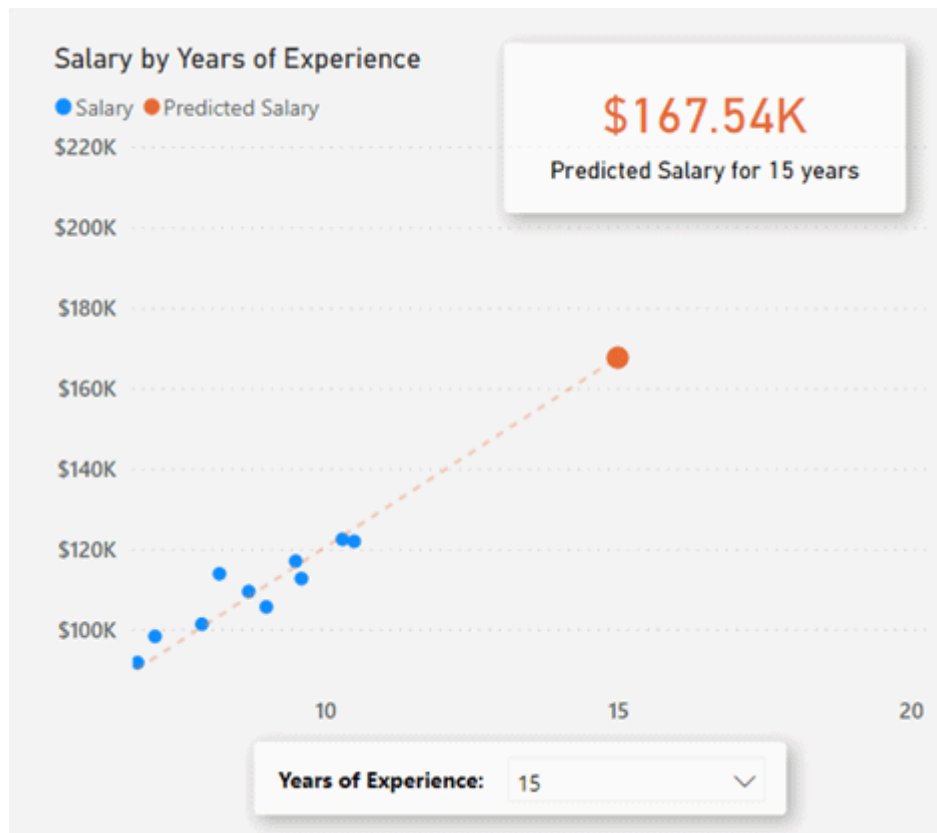 Salary by Years of Experience
Salary Predicted Salary
$167.54K
Predicted Salary for 15 years
$220K
$200K
$180K
$160K
$140K
$120K
$100K
10 15 20
Years of Experience: 15